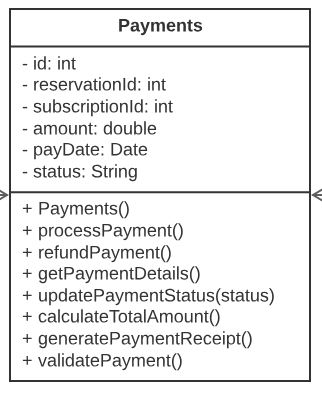 Payments
- id: int
- reservationId: int
- subscriptionId: int
- amount: double
- payDate: Date
- status: String
+ Payments()
+ processPayment()
+ refundPayment()
+ getPaymentDetails()
+ updatePaymentStatus(status)
+ calculateTotalAmount()
+ generatePaymentReceipt()
+ validatePayment()